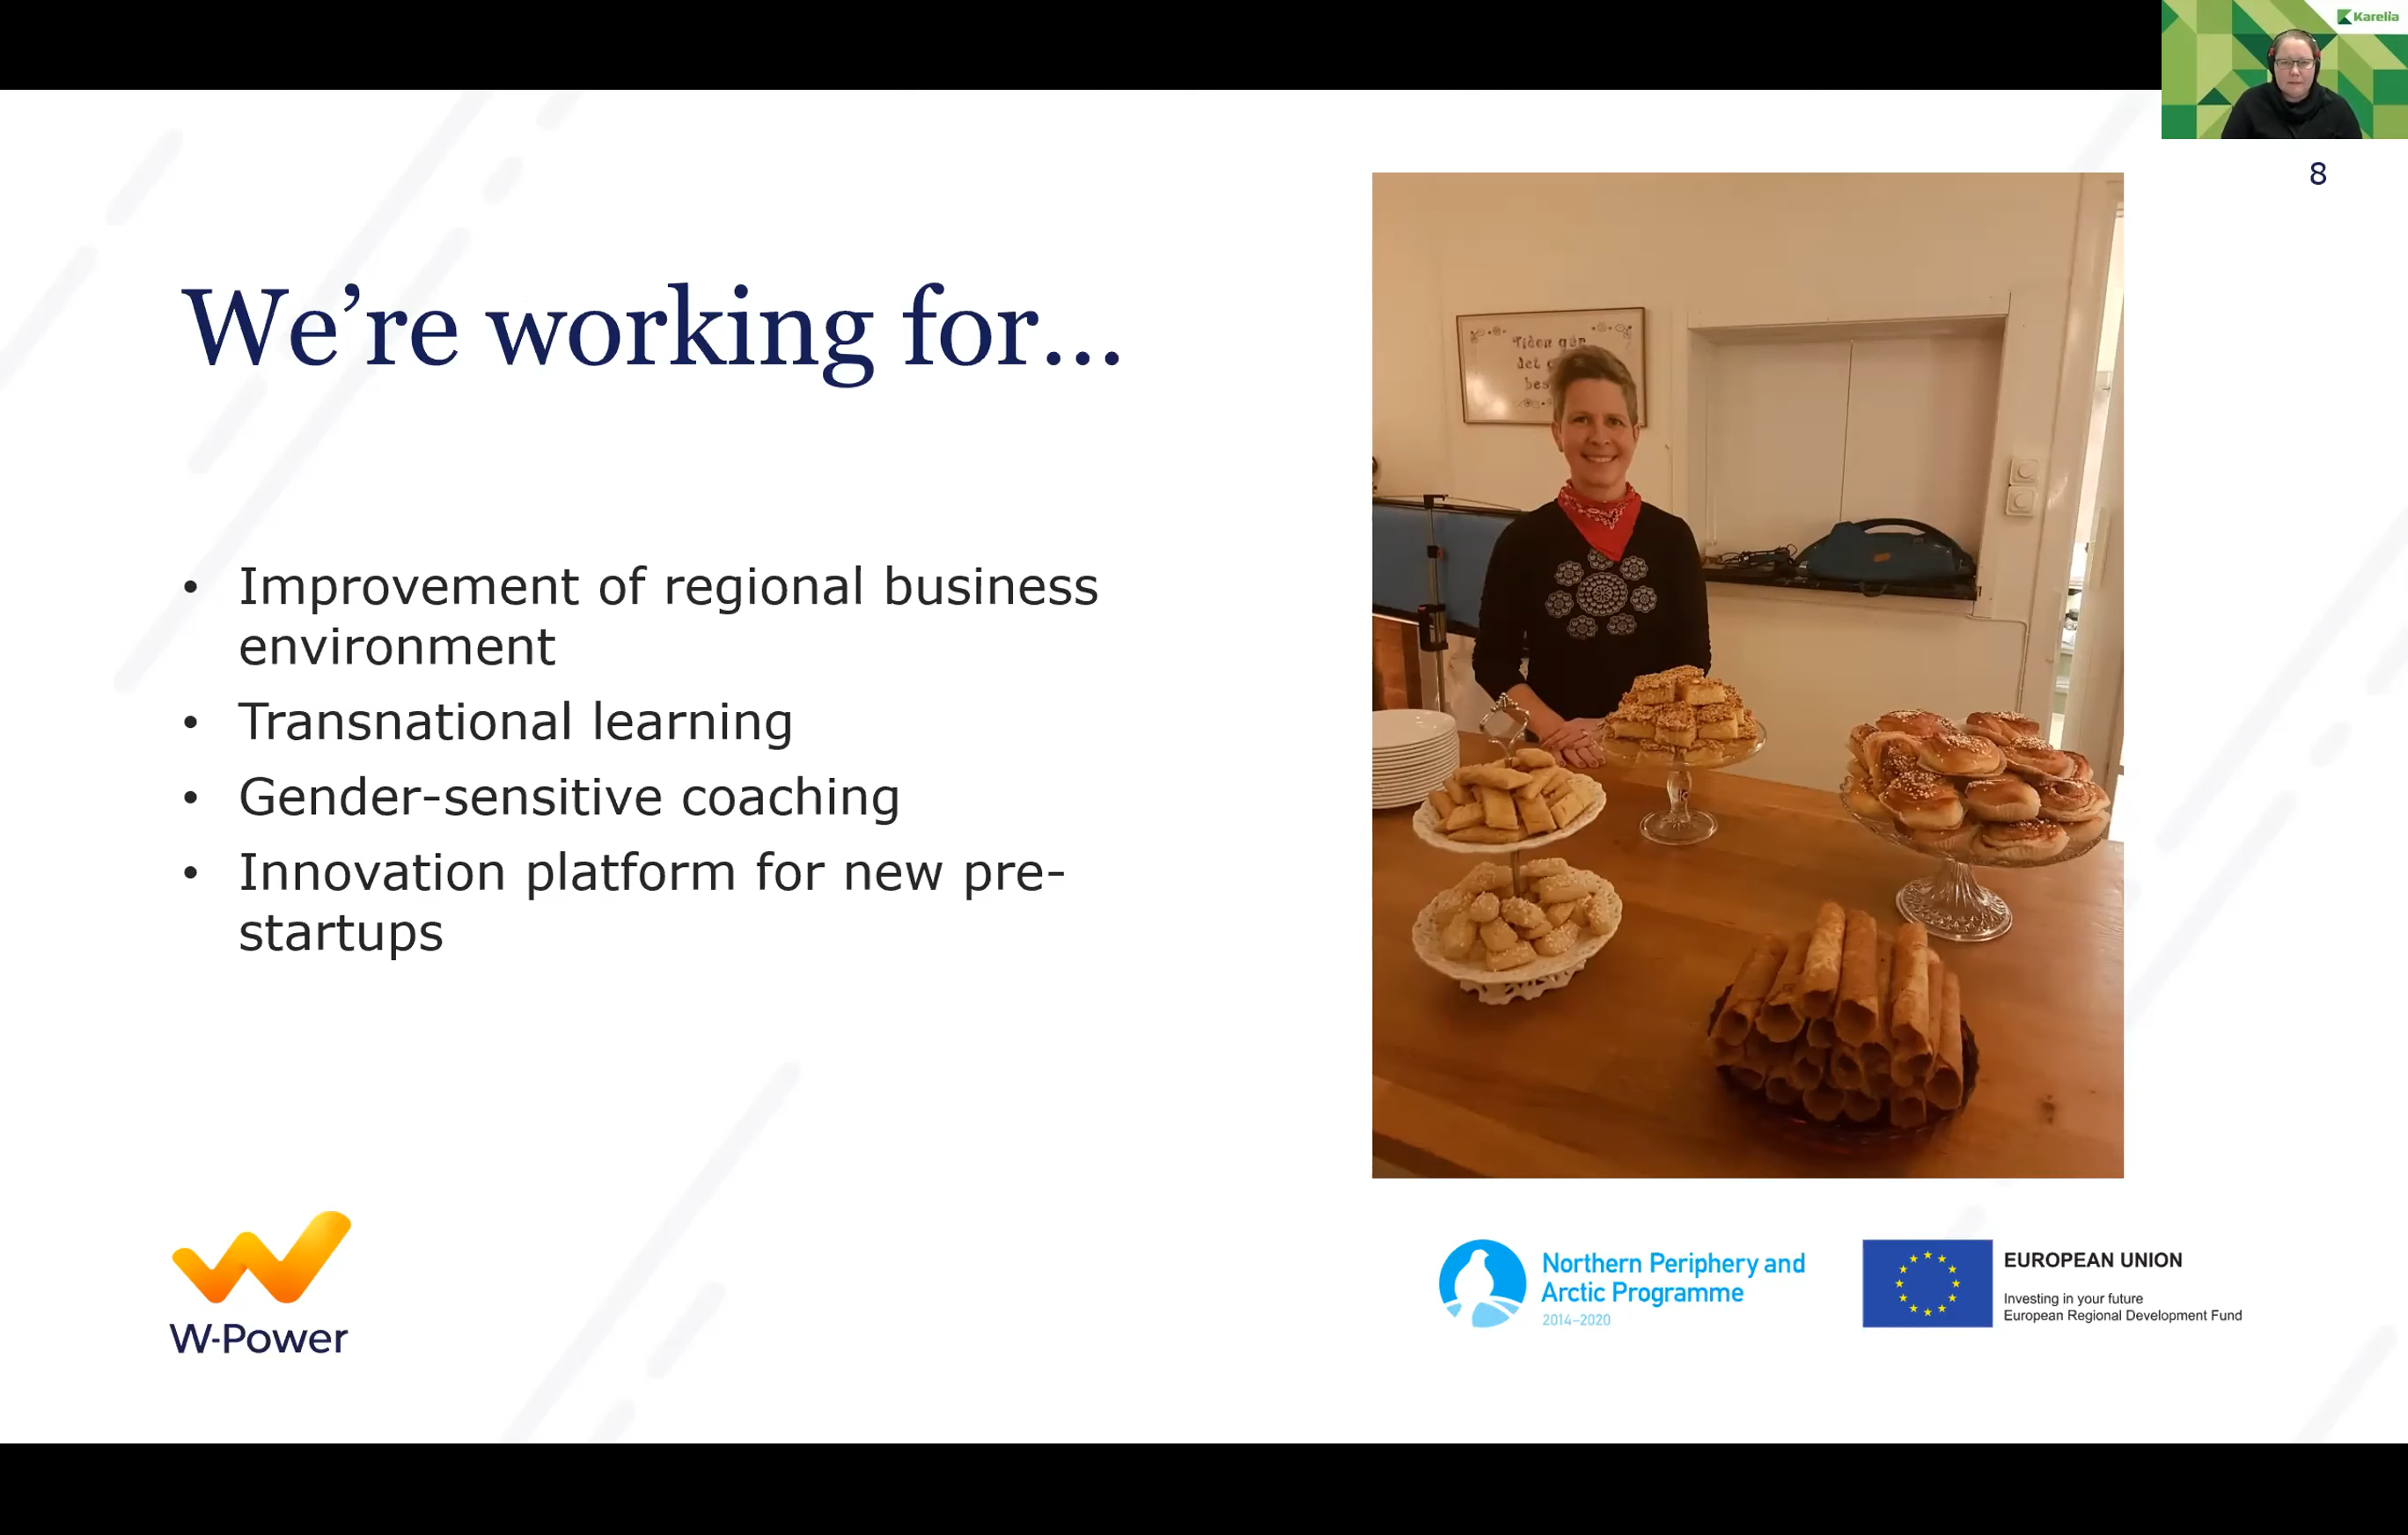 Karelia
8
We’re working for...
• Improvement of regional business
environment
• Transnational learning
• Gender-sensitive coaching
• Innovation platform for new pre-
startups
Tiden går
det
bes
W-Power
Northern Periphery and
Arctic Programme
2014–2020
EUROPEAN UNION
Investing in your future
European Regional Development Fund